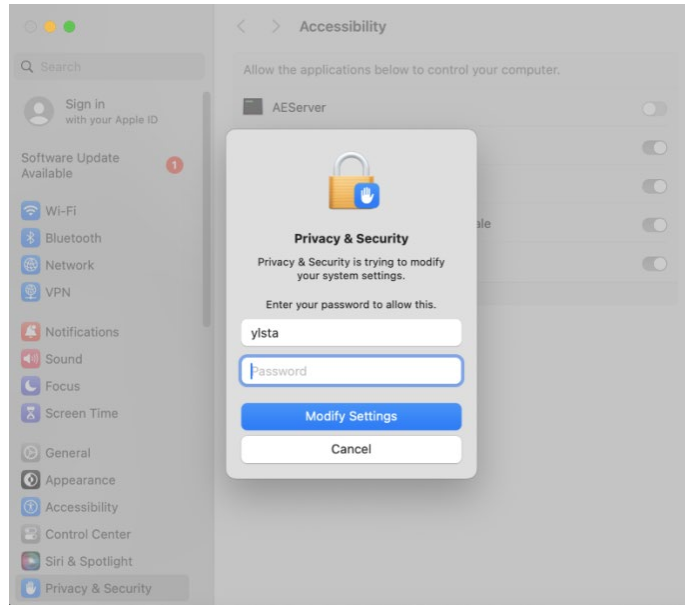 Accessibility
Search
Allow the applications below to control your computer.
Sign in
with your Apple ID
AEServer
Software Update
Available
1
Privacy & Security
Privacy & Security is trying to modify
your system settings.
Enter your password to allow this.
ylsta
Password
Modify Settings
Cancel
Wi-Fi
Bluetooth
Network
VPN
Notifications
Sound
Focus
Screen Time
General
Appearance
Accessibility
Control Center
Siri & Spotlight
Privacy & Security